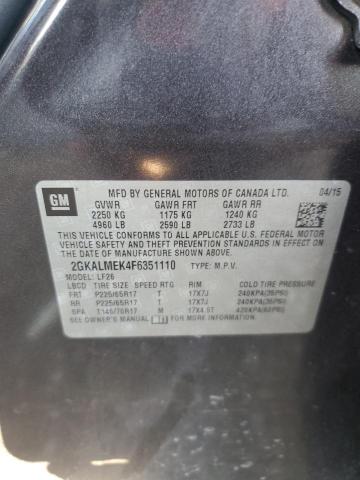 GM
MFD BY GENERAL MOTORS OF CANADA LTD. 04/15
GVWR GAWR FRT GAWR RR
2250 KG 1175 KG 1240 KG
4960 LB 2590 LB 2733 LB
THIS VEHICLE CONFORMS TO ALL APPLICABLE U.S.
FEDERAL MOTOR VEHICLE SAFETY AND THEFT PREVENTION
STANDARDS IN EFFECT ON THE DATE OF
MANUFACTURE SHOWN ABOVE.
2GKALMEK4F6351110 TYPE: M.P.V.
MODEL: LF26
LBCD TIRE SIZE SPEED RTG RIM COLD TIRE PRESSURE
FRT P225/65R17 T 17X7J 240KPA(35PSI)
RR P225/65R17 T 17X7J 240KPA(35PSI)
SPA T145/70R17 M 17X4.5T 420KPA(60PSI)
SEE OWNER'S MANUAL FOR ADDITIONAL INFORMATION.